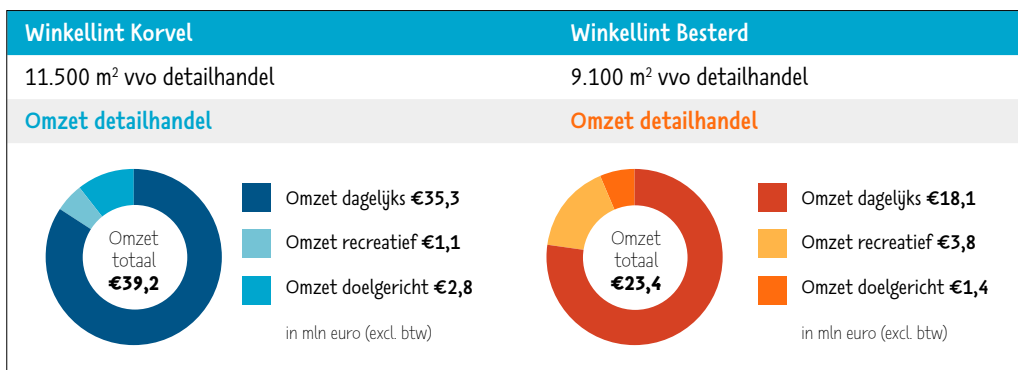 Winkellint Korvel
Winkellint Besterd
11.500 m² vvo detailhandel
9.100 m² vvo detailhandel
Omzet detailhandel
Omzet detailhandel
Omzet
totaal
€39,2
Omzet dagelijks €35,3
Omzet recreatief €1,1
Omzet doelgericht €2,8
in mln euro (excl. btw)
Omzet
totaal
€23,4
Omzet dagelijks €18,1
Omzet recreatief €3,8
Omzet doelgericht €1,4
in mln euro (excl. btw)